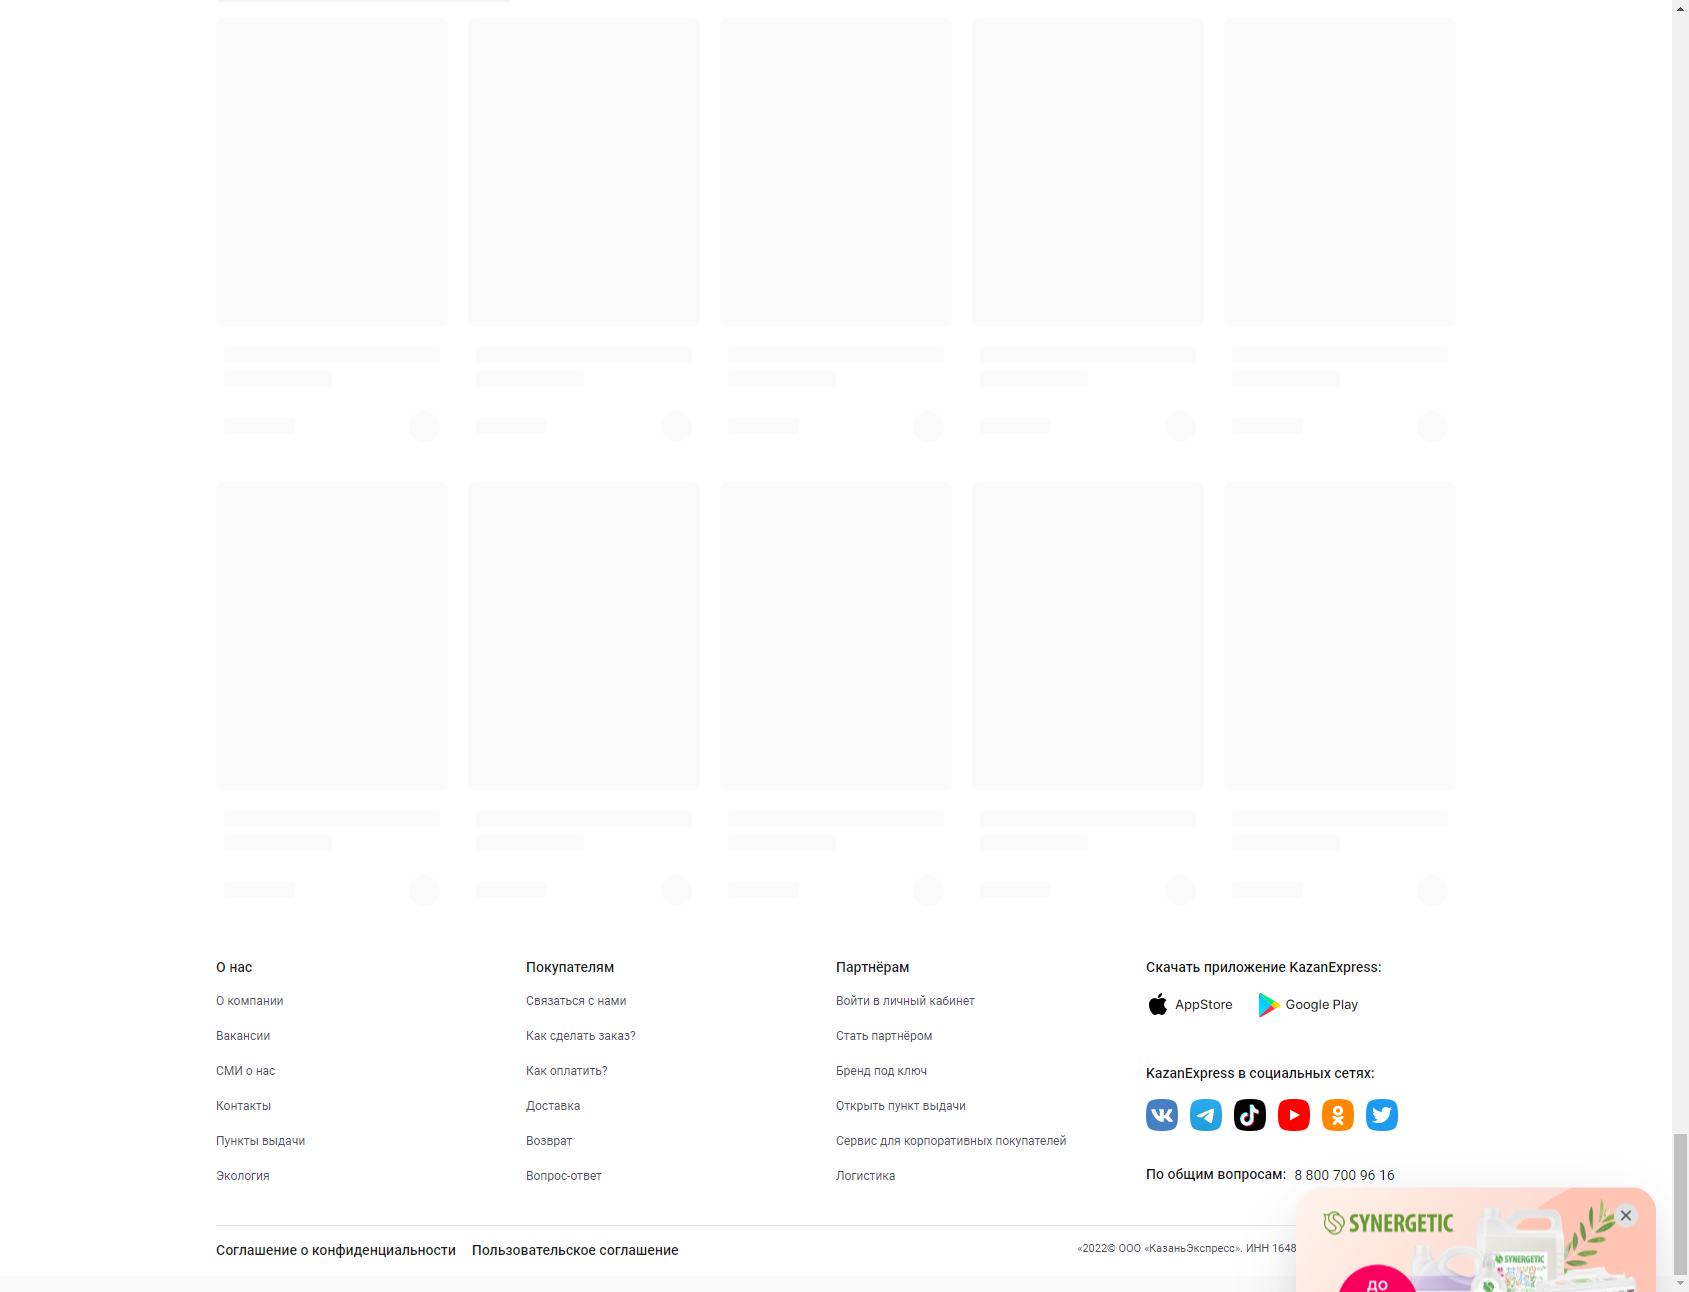 О нас
О компании
Вакансии
СМИ о нас
Контакты
Пункты выдачи
Экология
Покупателям
Связаться с нами
Как сделать заказ?
Как оплатить?
Доставка
Возврат
Вопрос-ответ
Партнёрам
Войти в личный кабинет
Стать партнёром
Бренд под ключ
Открыть пункт выдачи
Сервис для корпоративных покупателей
Логистика
Скачать приложение KazanExpress:
AppStore
Google Play
KazanExpress в социальных сетях:
По общим вопросам: 8 800 700 96 16
Соглашение о конфиденциальности
Пользовательское соглашение
«2022© ООО «КазаньЭкспресс». ИНН 1648
SYNERGETIC
SYNERGETIC
ДО